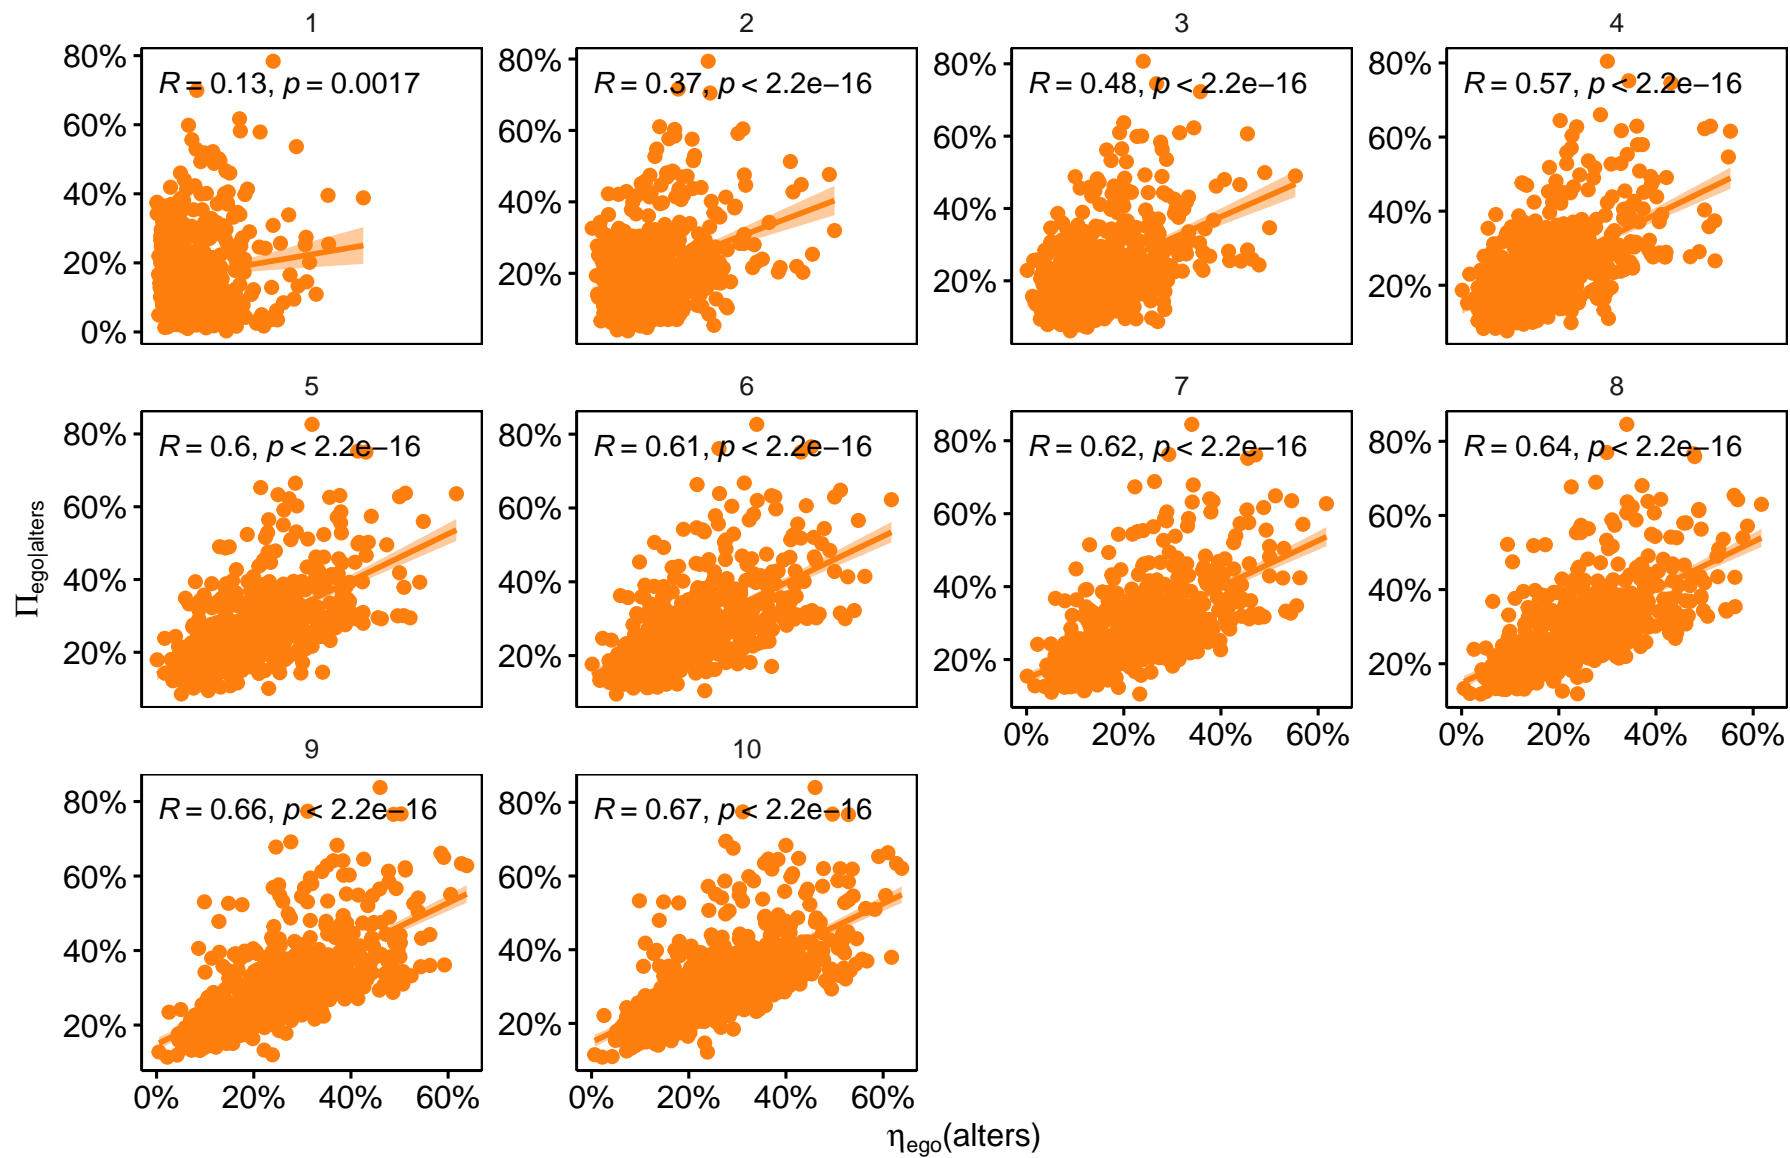 1 2 3 4
80% 60% 40% 20% 0%
R = 0.13, p = 0.0017
80% 60% 40% 20%
R = 0.37, p < 2.2e−16
80% 60% 40% 20%
R = 0.48, p < 2.2e−16
80% 60% 40% 20%
R = 0.57, p < 2.2e−16
5 6 7 8
80% 60% 40% 20%
R = 0.6, p < 2.2e−16
80% 60% 40% 20%
R = 0.61, p < 2.2e−16
80% 60% 40% 20%
R = 0.62, p < 2.2e−16
0% 20% 40% 60%
80% 60% 40% 20%
R = 0.64, p < 2.2e−16
0% 20% 40% 60%
9 10
80% 60% 40% 20%
R = 0.66, p < 2.2e−16
0% 20% 40% 60%
80% 60% 40% 20%
R = 0.67, p < 2.2e−16
0% 20% 40% 60%
Πego|alters
ηego(alters)